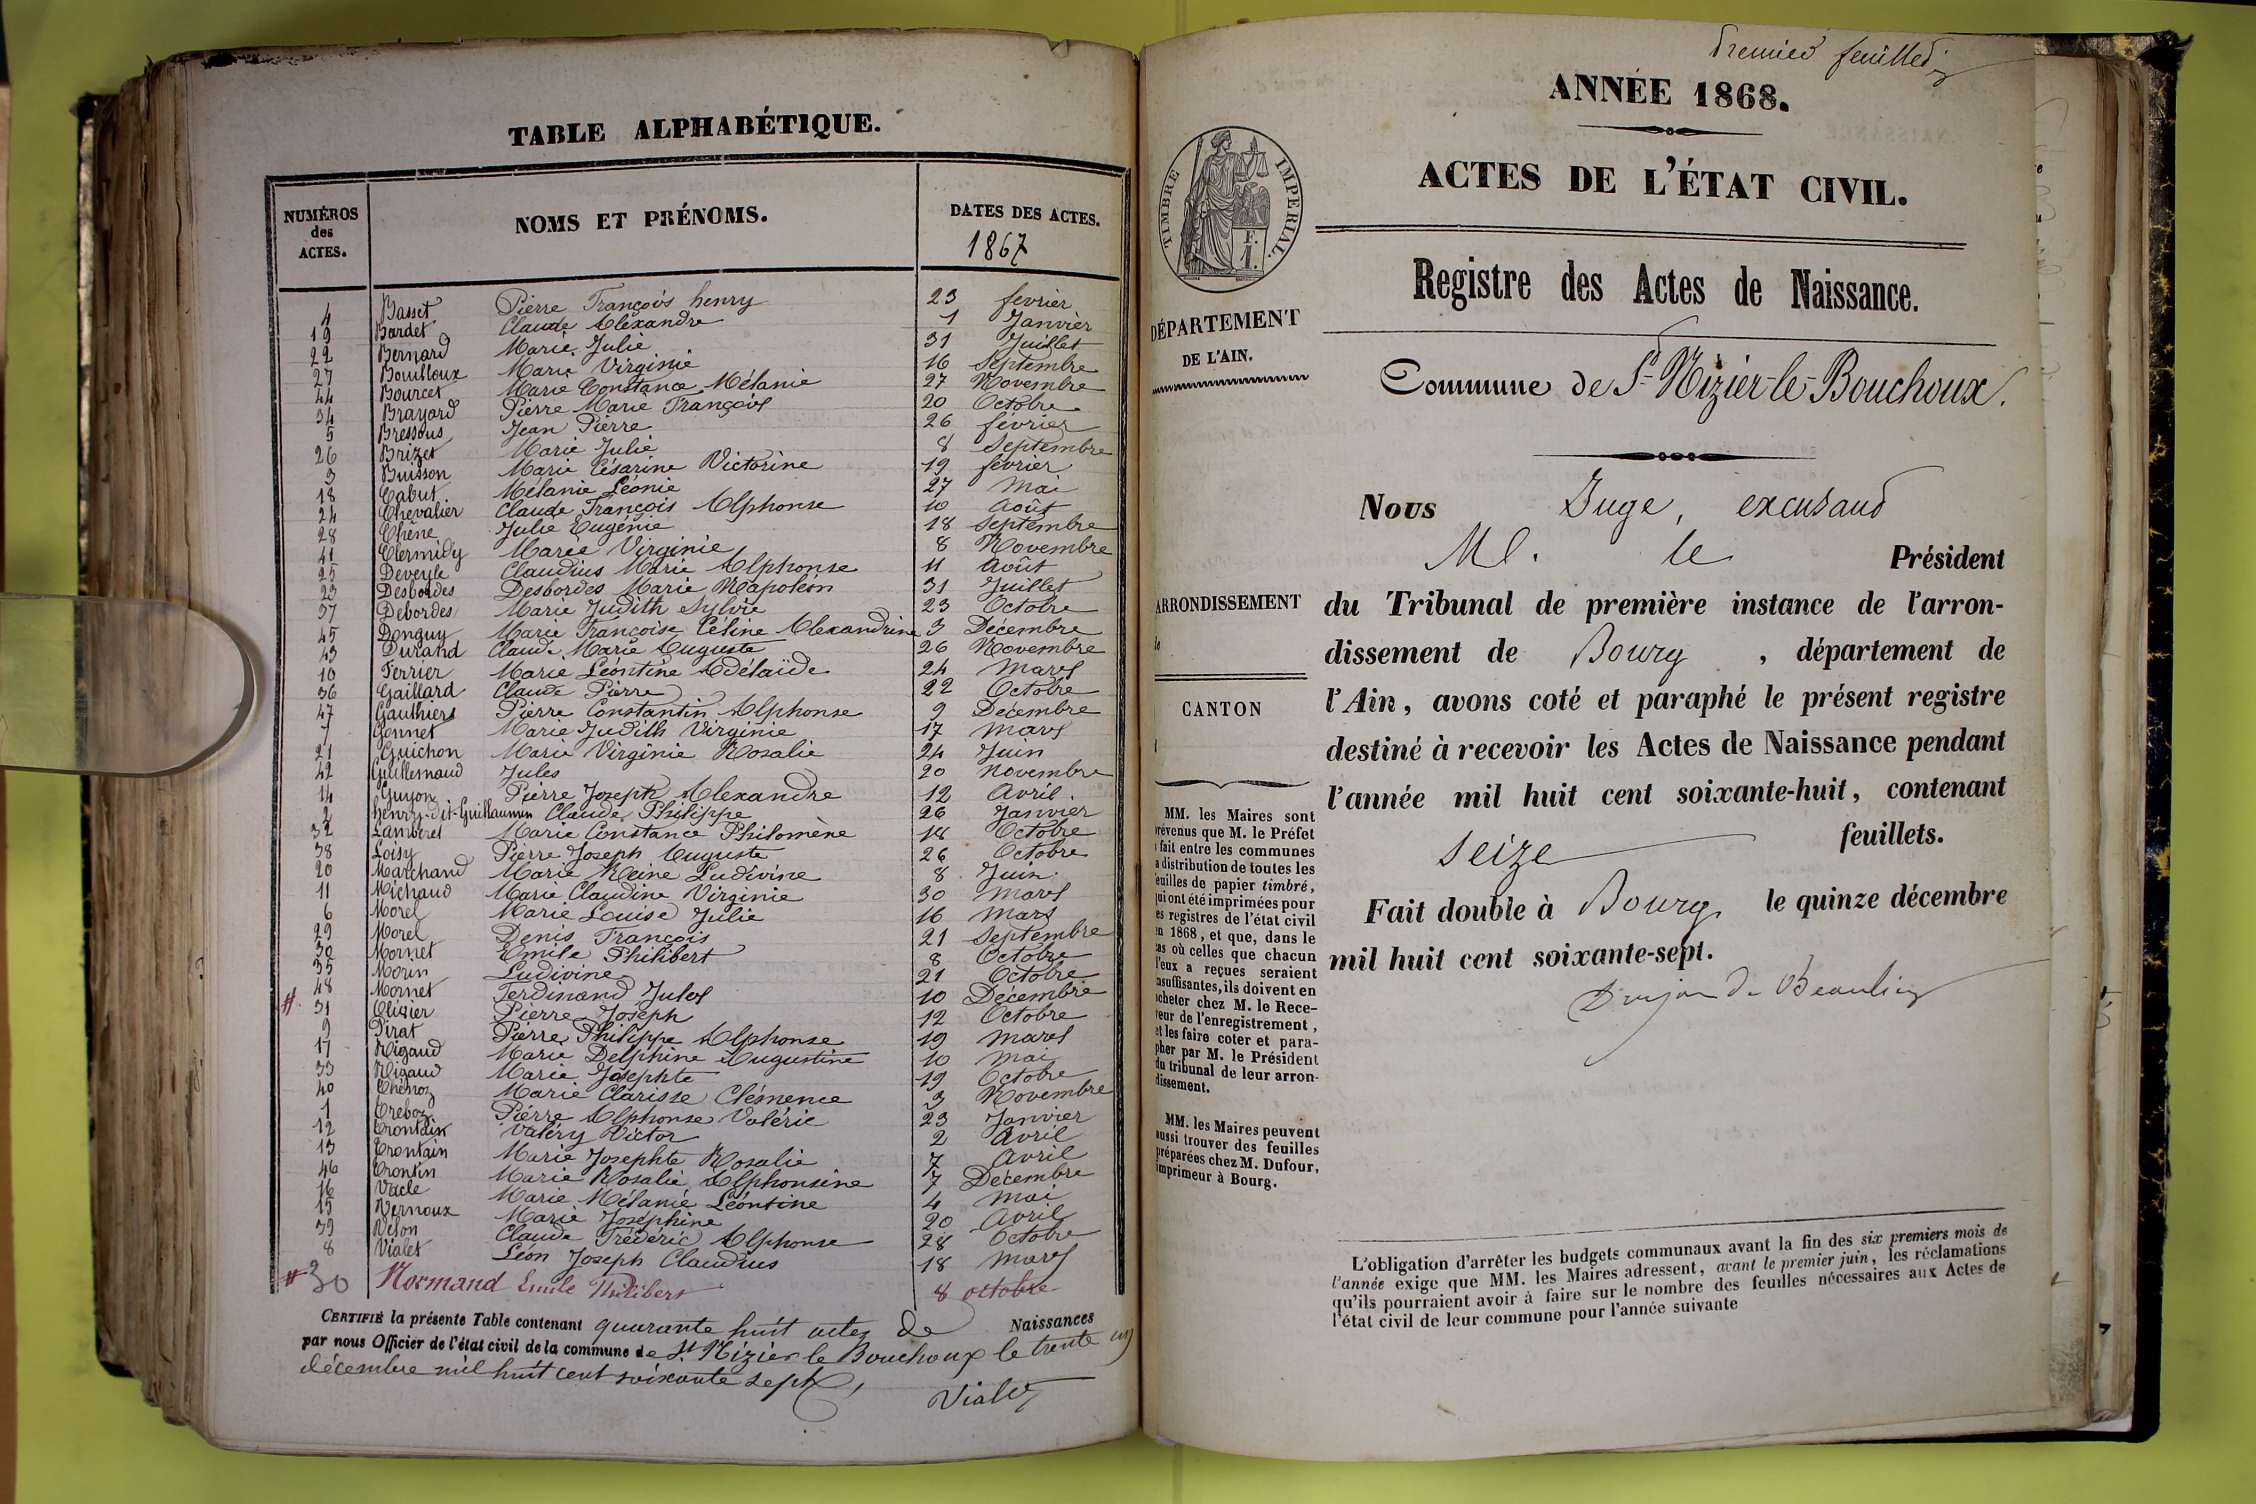 TABLE ALPHABÉTIQUE.
NUMÉROS des ACTES.
NOMS ET PRÉNOMS.
DATES DES ACTES.
1867
4 Basset Pierre François henry 23 fevrier
19 Bardet Claude Alexandre 1 Janvier
22 Bernard Marie Julie 31 Juillet
27 Bouilloux Marie Virginie 16 Septembre
44 Bourcet Marie Constance Mélanie 27 Novembre
34 Brayard Pierre Marie François 20 Octobre
5 Bressous Jean Pierre 26 février
26 Brizet Marie Julie 8 Septembre
3 Buisson Marie Césarine Victorine 19 février
18 Cabut Mélanie Léonie 27 Mai
24 Chevalier Claude François Alphonse 10 Août
28 Chêne Julie Eugénie 18 Septembre
41 Clermidy Marie Virginie 8 Novembre
25 Deveyle Claudius Marie Alphonse 11 Août
23 Desbordes Desbordes Marie Napoléon 31 Juillet
37 Debordes Marie Judith Sylvie 23 Octobre
45 Donguy Marie Françoise Céline Alexandrine 3 Décembre
43 Durand Claude Marie Auguste 26 Novembre
10 Ferrier Marie Léontine Adélaïde 24 Mars
36 Gaillard Claude Pierre 22 Octobre
47 Gauthier Pierre Constantin Alphonse 9 Décembre
7 Gonnet Marie Judith Virginie 17 Mars
21 Guichon Marie Virginie Rosalie 24 Juin
42 Guillemaud Jules 20 Novembre
14 Guyon Pierre Joseph Alexandre 12 Avril
2 henry-dit-Guillaumin Claude Philippe 26 Janvier
32 Lamberet Marie Constance Philomène 18 Octobre
38 Loisy Pierre Joseph Auguste 26 Octobre
20 Marchand Marie Reine Ludivine 8 Juin
11 Michaud Marie Claudine Virginie 30 Mars
6 Morel Marie Louise Julie 16 Mars
29 Morel Denis François 21 Septembre
30 Mornet Emile Philibert 8 Octobre
35 Morin Ludivine 21 Octobre
48 Mornet Ferdinand Jules 10 Décembre
#. 31 Olivier Pierre Joseph 12 Octobre
9 Pirat Pierre Philippe Alphonse 19 Mars
17 Rigaud Marie Delphine Augustine 10 Mai
33 Rigaud Marie Josephte 19 Octobre
40 Thénoz Marie Clarisse Clémence 3 Novembre
1 Treboz Pierre Alphonse Valérie 23 Janvier
12 Trontain Valéry Victor 2 Avril
13 Trontain Marie Josephte Rosalie 7 Avril
46 Trontin Marie Rosalie Alphonsine 7 Décembre
16 Vacle Marie Mélanie Léontine 4 Mai
15 Vernoux Marie Joséphine 20 Avril
39 Veson Claude Fréderic Alphonse 28 Octobre
8 Vialet Léon Joseph Claudius 18 Mars
# 30 Normand Emile Philibert 8 octobre
CERTIFIÉ la présente Table contenant quarante huit actes de Naissances
par nous Officier de l'état civil de la commune de St Nizier le Bouchoux le trente un
décembre mil huit cent soixante sept,
Vialet
Premier feuillet
ANNÉE 1868.
ACTES DE L'ÉTAT CIVIL.
TIMBRE IMPÉRIAL.
F. 1.
Registre des Actes de Naissance.
DÉPARTEMENT
DE L'AIN.
Commune de St-Nizier-le-Bouchoux.
Nous Juge, excusant
M. le Président
ARRONDISSEMENT
du Tribunal de première instance de l'arron-
dissement de Bourg, département de
l'Ain, avons coté et paraphé le présent registre
CANTON
destiné à recevoir les Actes de Naissance pendant
l'année mil huit cent soixante-huit, contenant
seize feuillets.
Fait double à Bourg, le quinze décembre
mil huit cent soixante-sept.
MM. les Maires sont
prévenus que M. le Préfet
fait entre les communes
la distribution de toutes les
feuilles de papier timbré,
qui ont été imprimées pour
les registres de l'état civil
en 1868, et que, dans le
cas où celles que chacun
d'eux a reçues seraient
insuffisantes, ils doivent en
acheter chez M. le Rece-
veur de l'enregistrement,
et les faire coter et para-
pher par M. le Président
du tribunal de leur arron-
dissement.
MM. les Maires peuvent
aussi trouver des feuilles
préparées chez M. Dufour,
imprimeur à Bourg.
L'obligation d'arrêter les budgets communaux avant la fin des six premiers mois de
l'année exige que MM. les Maires adressent, avant le premier juin, les réclamations
qu'ils pourraient avoir à faire sur le nombre des feuilles nécessaires aux Actes de
l'état civil de leur commune pour l'année suivante